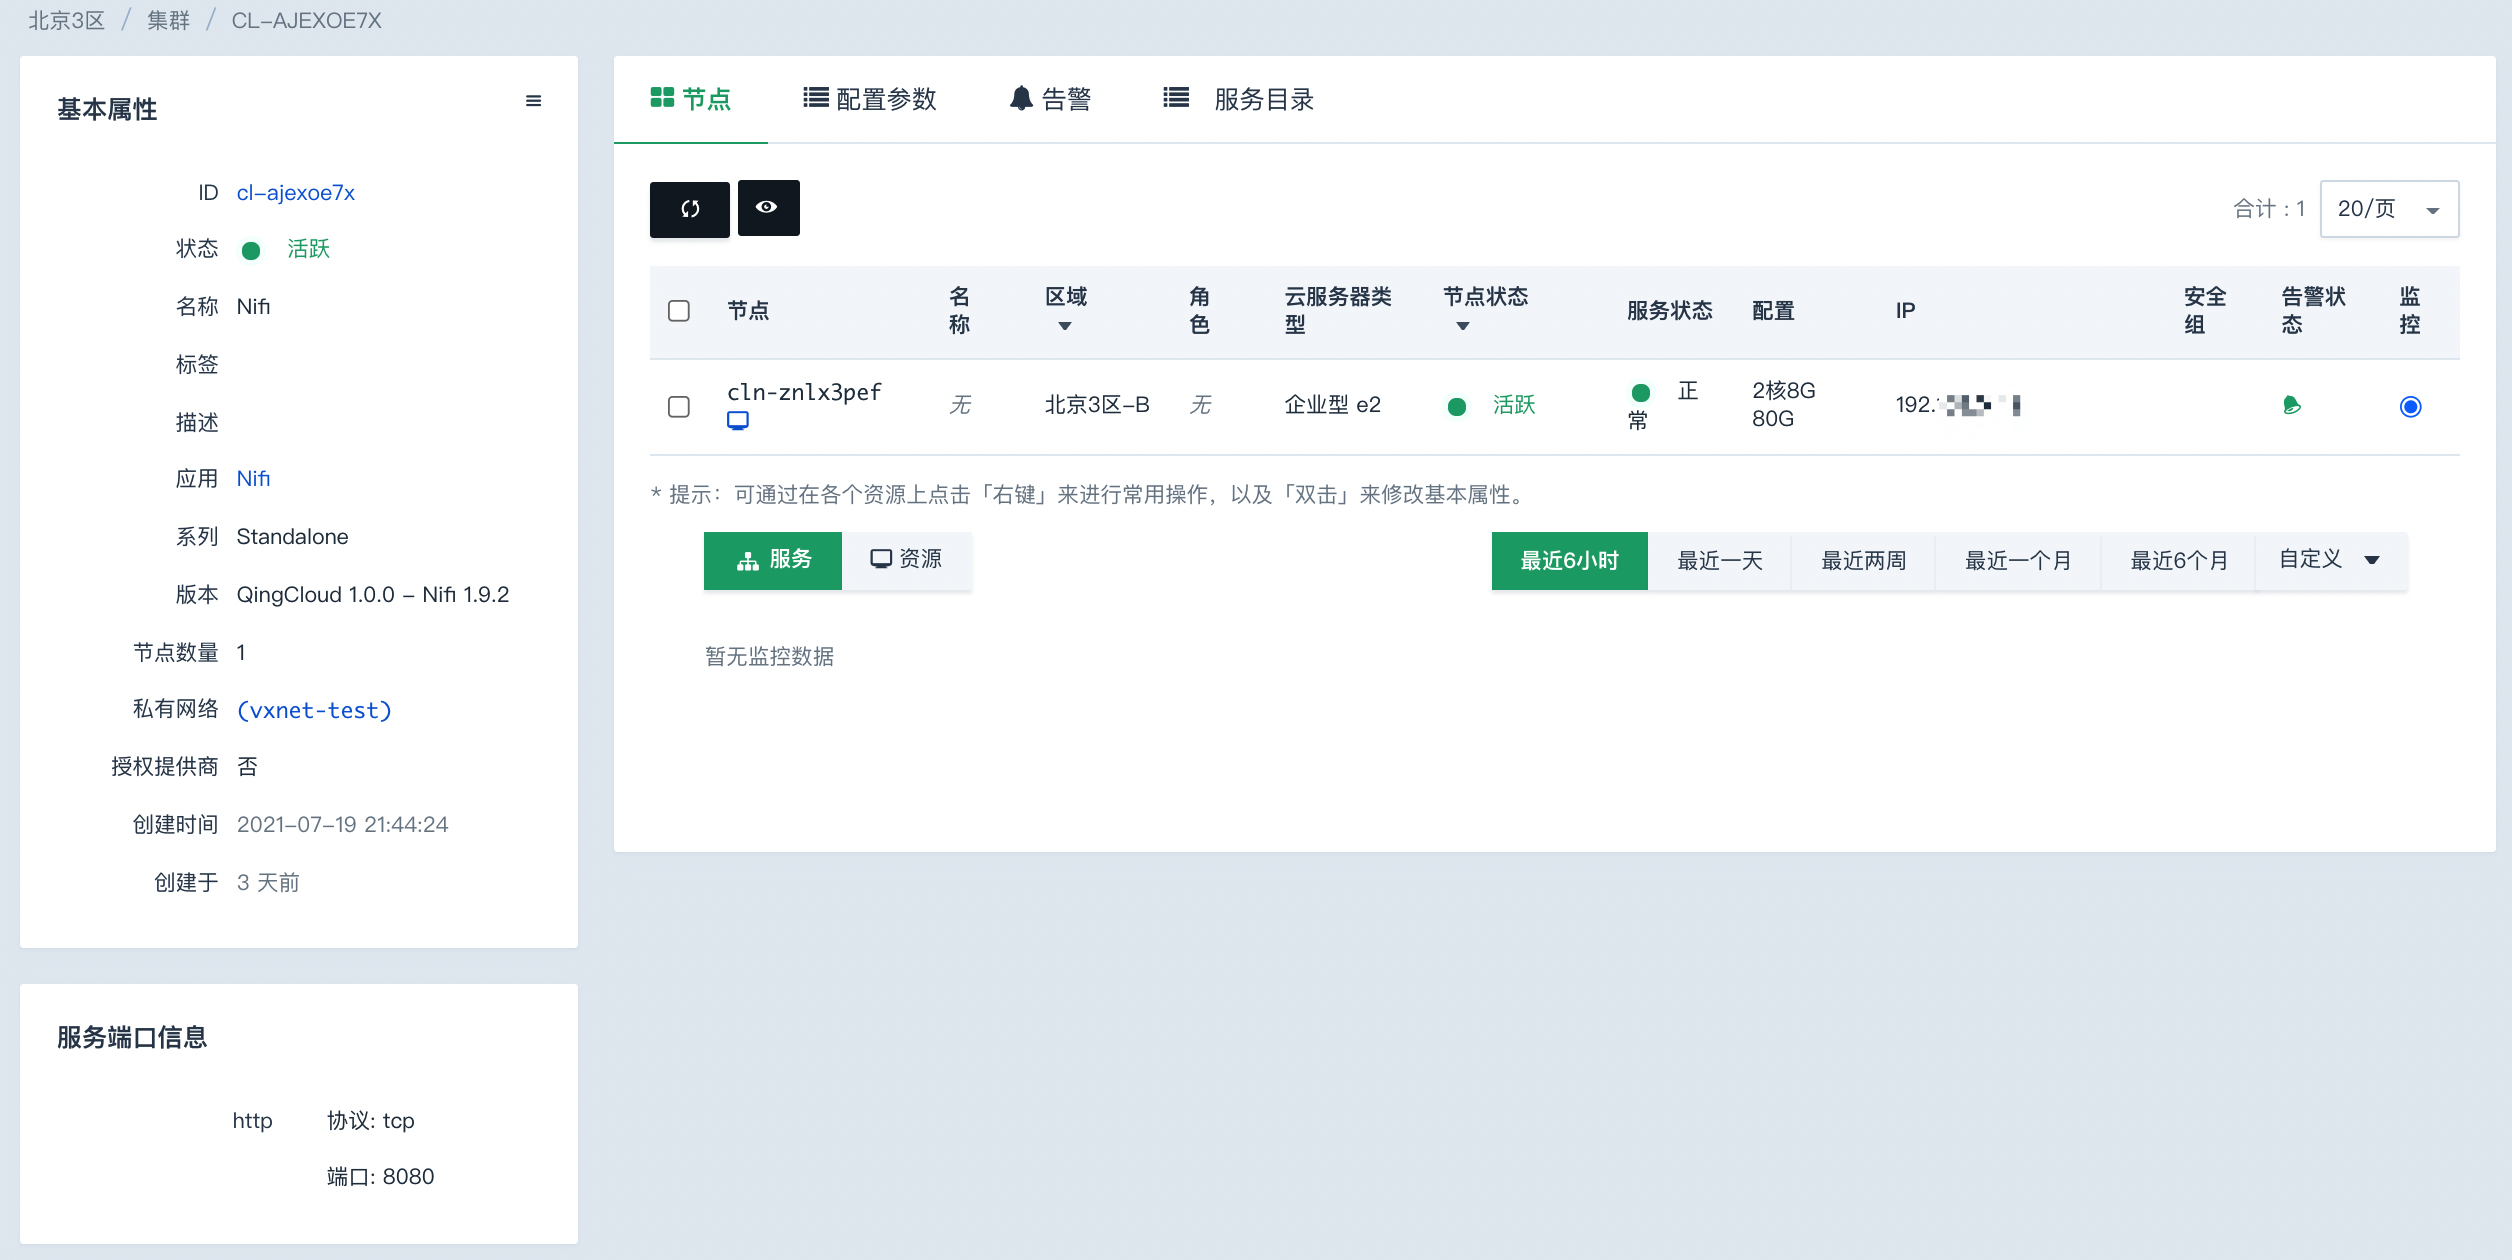 北京3区 / 集群 / CL-AJEXOE7X
基本属性
ID cl-ajexoe7x
状态 活跃
名称 Nifi
标签
描述
应用 Nifi
系列 Standalone
版本 QingCloud 1.0.0 - Nifi 1.9.2
节点数量 1
私有网络 (vxnet-test)
授权提供商 否
创建时间 2021-07-19 21:44:24
创建于 3 天前
服务端口信息
http 协议: tcp
端口: 8080
节点 配置参数 告警 服务目录
合计 : 1 20/页
节点 名称 区域 角色 云服务器类型 节点状态 服务状态 配置 IP 安全组 告警状态 监控
cln-znlx3pef 无 北京3区-B 无 企业型 e2 活跃 正常 2核8G 80G 192.
* 提示：可通过在各个资源上点击「右键」来进行常用操作，以及「双击」来修改基本属性。
服务 资源 最近6小时 最近一天 最近两周 最近一个月 最近6个月 自定义
暂无监控数据